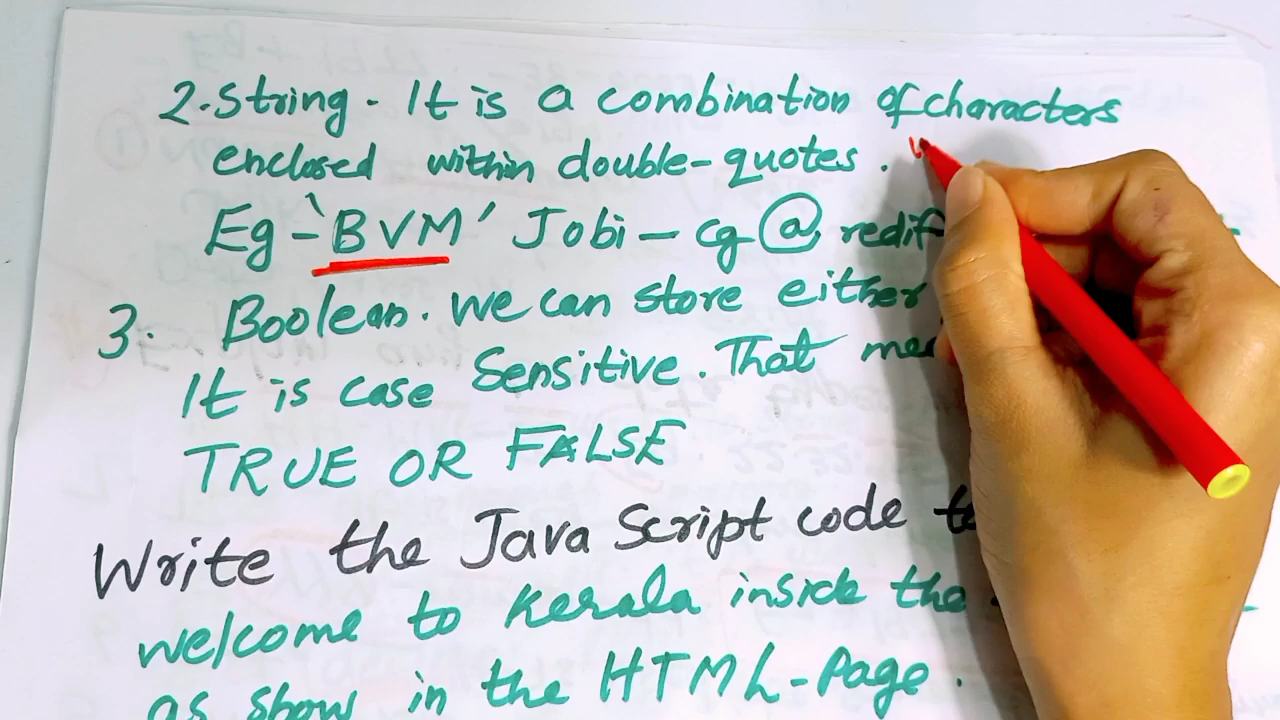 2. String. It is a combination of characters
enclosed within double-quotes.
Eg - 'BVM' Jobi - cg @ redif
3. Boolean. We can store either
It is case Sensitive. That
TRUE OR FALSE
Write the Java Script code
welcome to Kerala inside the
as show in the HTML-Page.